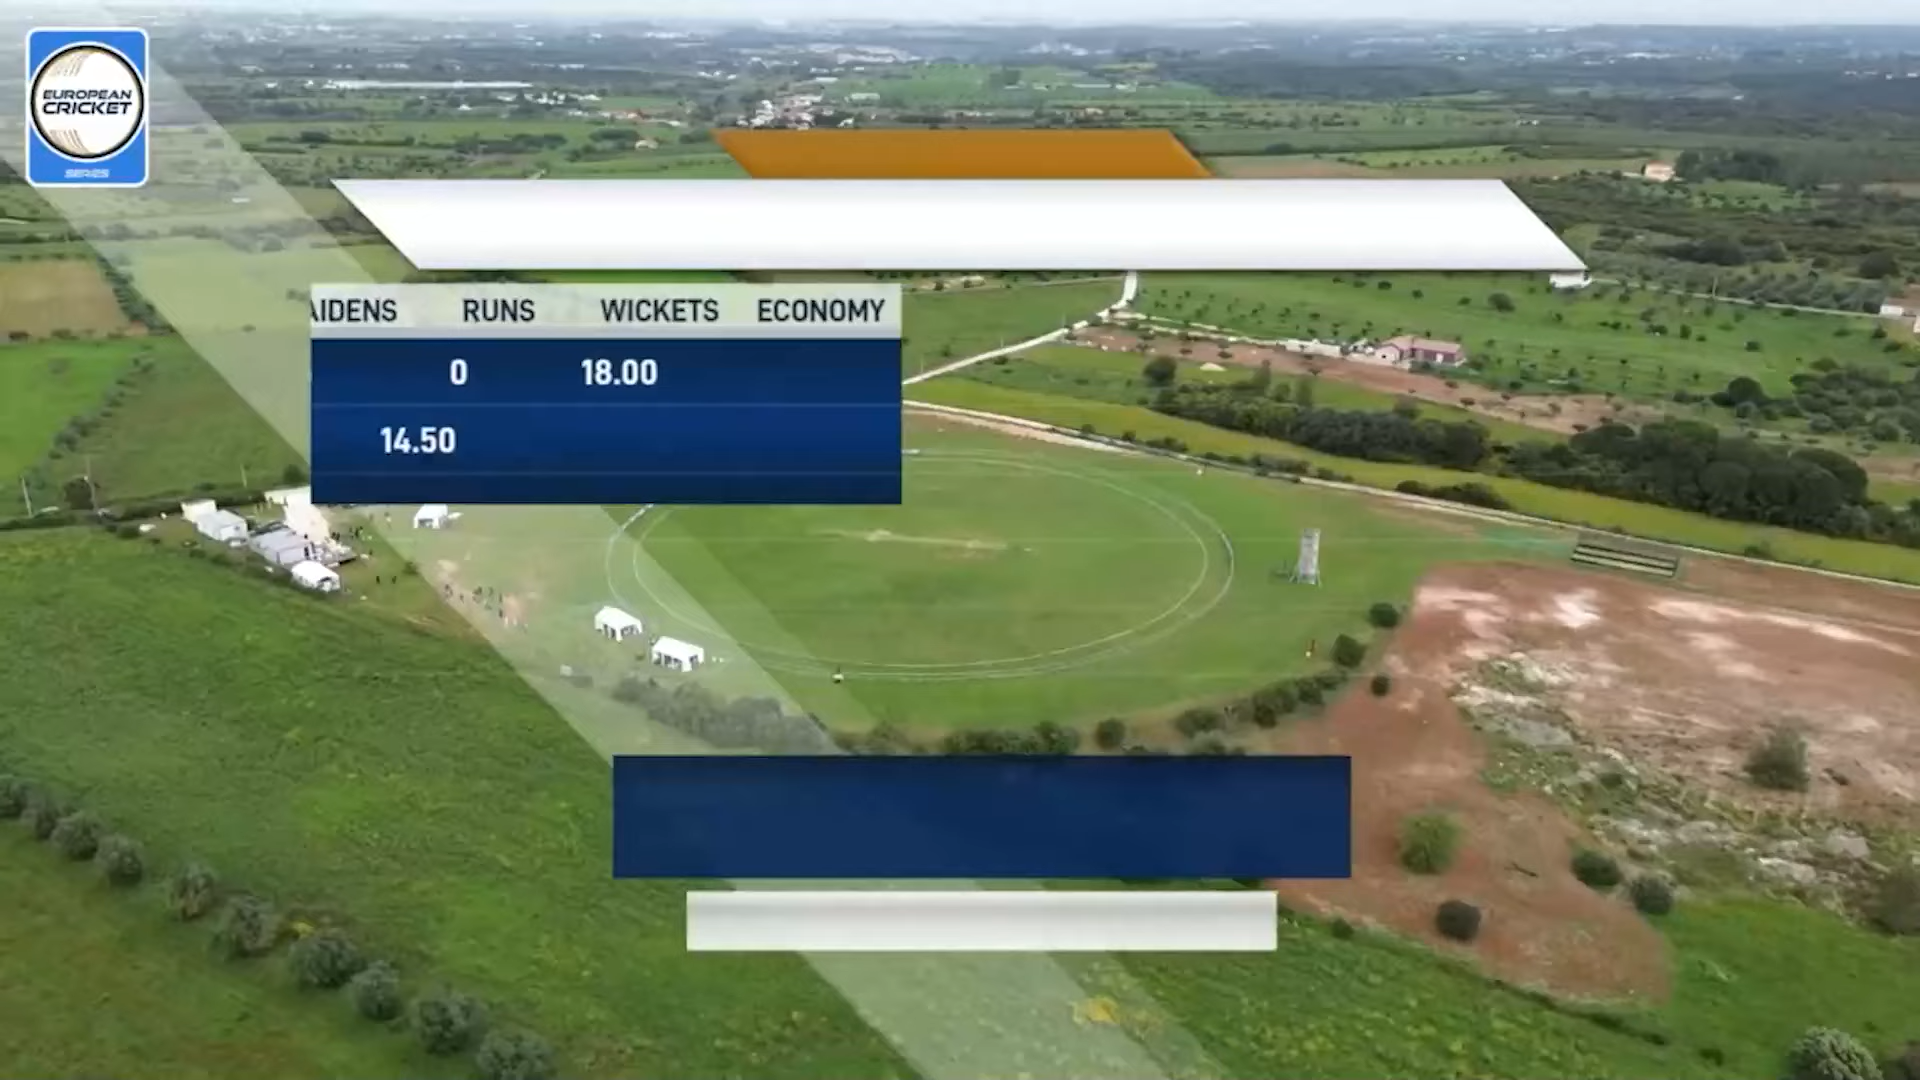 EUROPEAN
CRICKET
SERIES
AIDENS RUNS WICKETS ECONOMY
0 18.00
14.50